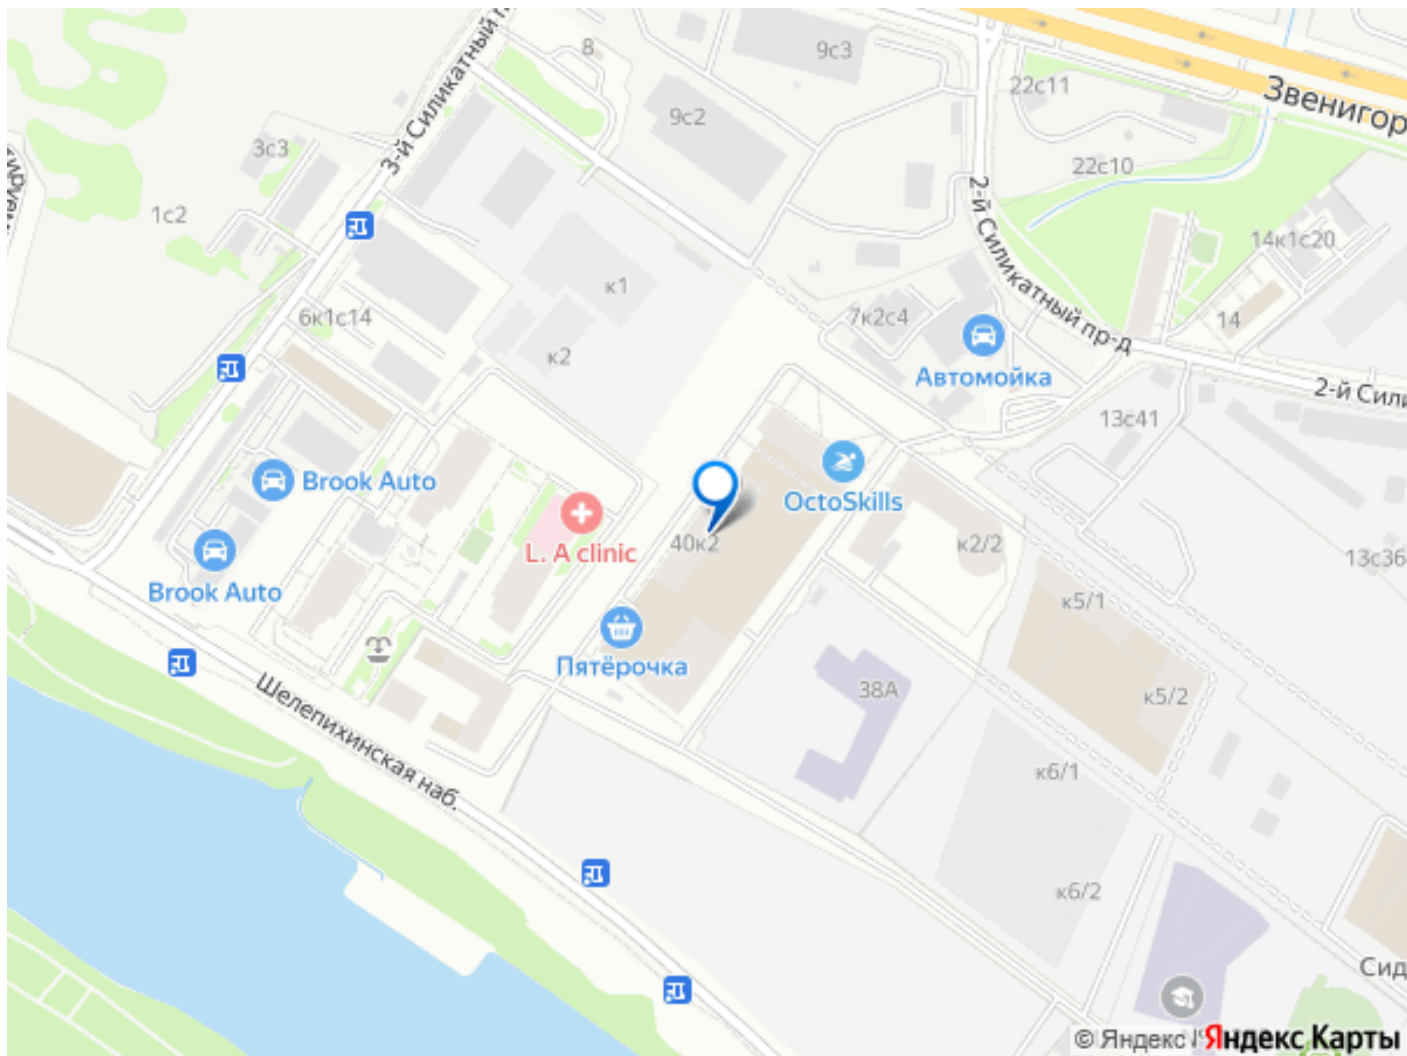 8
9с3
22с11
Звенигор
9с2
3-й Силикатный п
3с3
22с10
2-й Силикатный пр-д
1с2
14к1с20
к1
6к1с14
7к2с4
14
к2
Автомойка
2-й Сили
13с41
Brook Auto
OctoSkills
40к2
L. A clinic
к2/2
13с36
Brook Auto
к5/1
Пятёрочка
38А
к5/2
Шелепихинская наб.
к6/1
к6/2
Сид
© Яндекс
Яндекс Карты